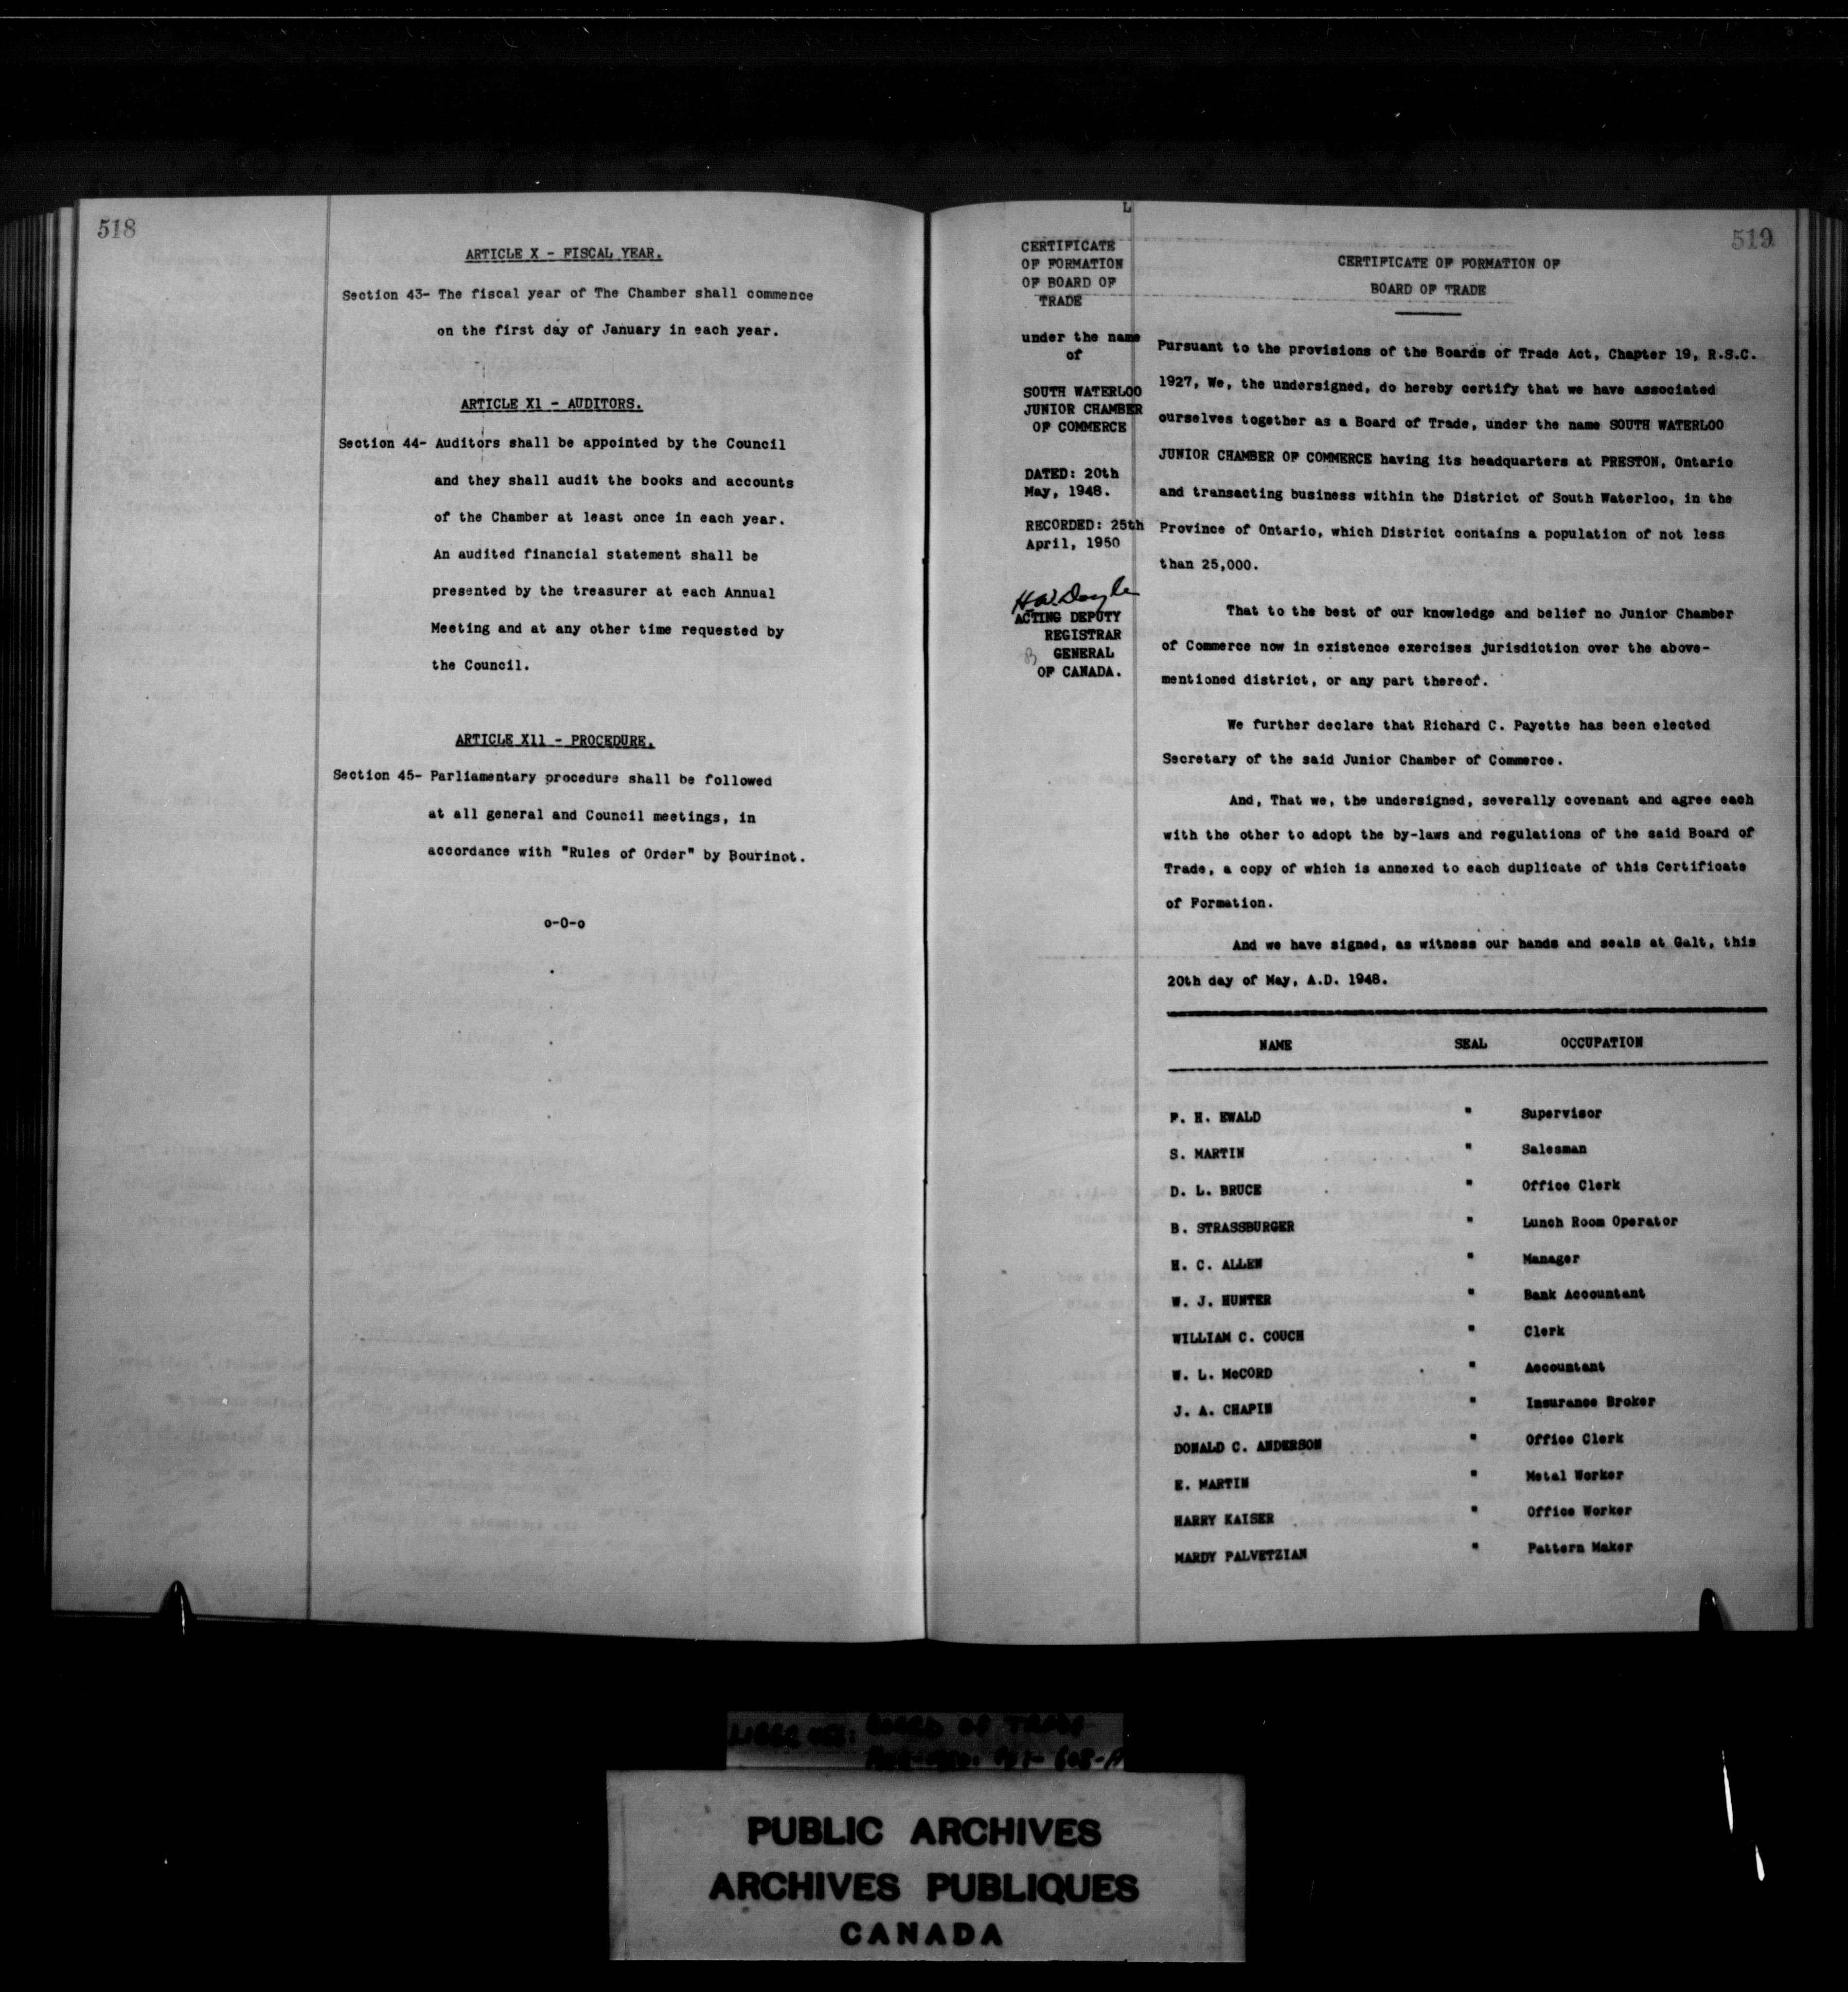 518
ARTICLE X - FISCAL YEAR.
Section 43- The fiscal year of The Chamber shall commence
on the first day of January in each year.
ARTICLE X1 - AUDITORS.
Section 44- Auditors shall be appointed by the Council
and they shall audit the books and accounts
of the Chamber at least once in each year.
An audited financial statement shall be
presented by the treasurer at each Annual
Meeting and at any other time requested by
the Council.
ARTICLE X11 - PROCEDURE.
Section 45- Parliamentary procedure shall be followed
at all general and Council meetings, in
accordance with "Rules of Order" by Bourinot.
o-0-o
519
L
CERTIFICATE
OF FORMATION
OF BOARD OF
TRADE
under the name
of
SOUTH WATERLOO
JUNIOR CHAMBER
OF COMMERCE
DATED: 20th
May, 1948.
RECORDED: 25th
April, 1950
H W Doyle
ACTING DEPUTY
REGISTRAR
GENERAL
OF CANADA.
CERTIFICATE OF FORMATION OF
BOARD OF TRADE
Pursuant to the provisions of the Boards of Trade Act, Chapter 19, R.S.C.
1927, We, the undersigned, do hereby certify that we have associated
ourselves together as a Board of Trade, under the name SOUTH WATERLOO
JUNIOR CHAMBER OF COMMERCE having its headquarters at PRESTON, Ontario
and transacting business within the District of South Waterloo, in the
Province of Ontario, which District contains a population of not less
than 25,000.
That to the best of our knowledge and belief no Junior Chamber
of Commerce now in existence exercises jurisdiction over the above-
mentioned district, or any part thereof.
We further declare that Richard C. Payette has been elected
Secretary of the said Junior Chamber of Commerce.
And, That we, the undersigned, severally covenant and agree each
with the other to adopt the by-laws and regulations of the said Board of
Trade, a copy of which is annexed to each duplicate of this Certificate
of Formation.
And we have signed, as witness our hands and seals at Galt, this
20th day of May, A.D. 1948.
NAME SEAL OCCUPATION
F. H. EWALD " Supervisor
S. MARTIN " Salesman
D. L. BRUCE " Office Clerk
B. STRASSBURGER " Lunch Room Operator
H. C. ALLEN " Manager
W. J. HUNTER " Bank Accountant
WILLIAM C. COUCH " Clerk
W. L. McCORD " Accountant
J. A. CHAPIN " Insurance Broker
DONALD C. ANDERSON " Office Clerk
E. MARTIN " Metal Worker
HARRY KAISER " Office Worker
MARDY PALVETZIAN " Pattern Maker
LIBER 451: BOARD OF TRADE
PUBLIC ARCHIVES
ARCHIVES PUBLIQUES
CANADA